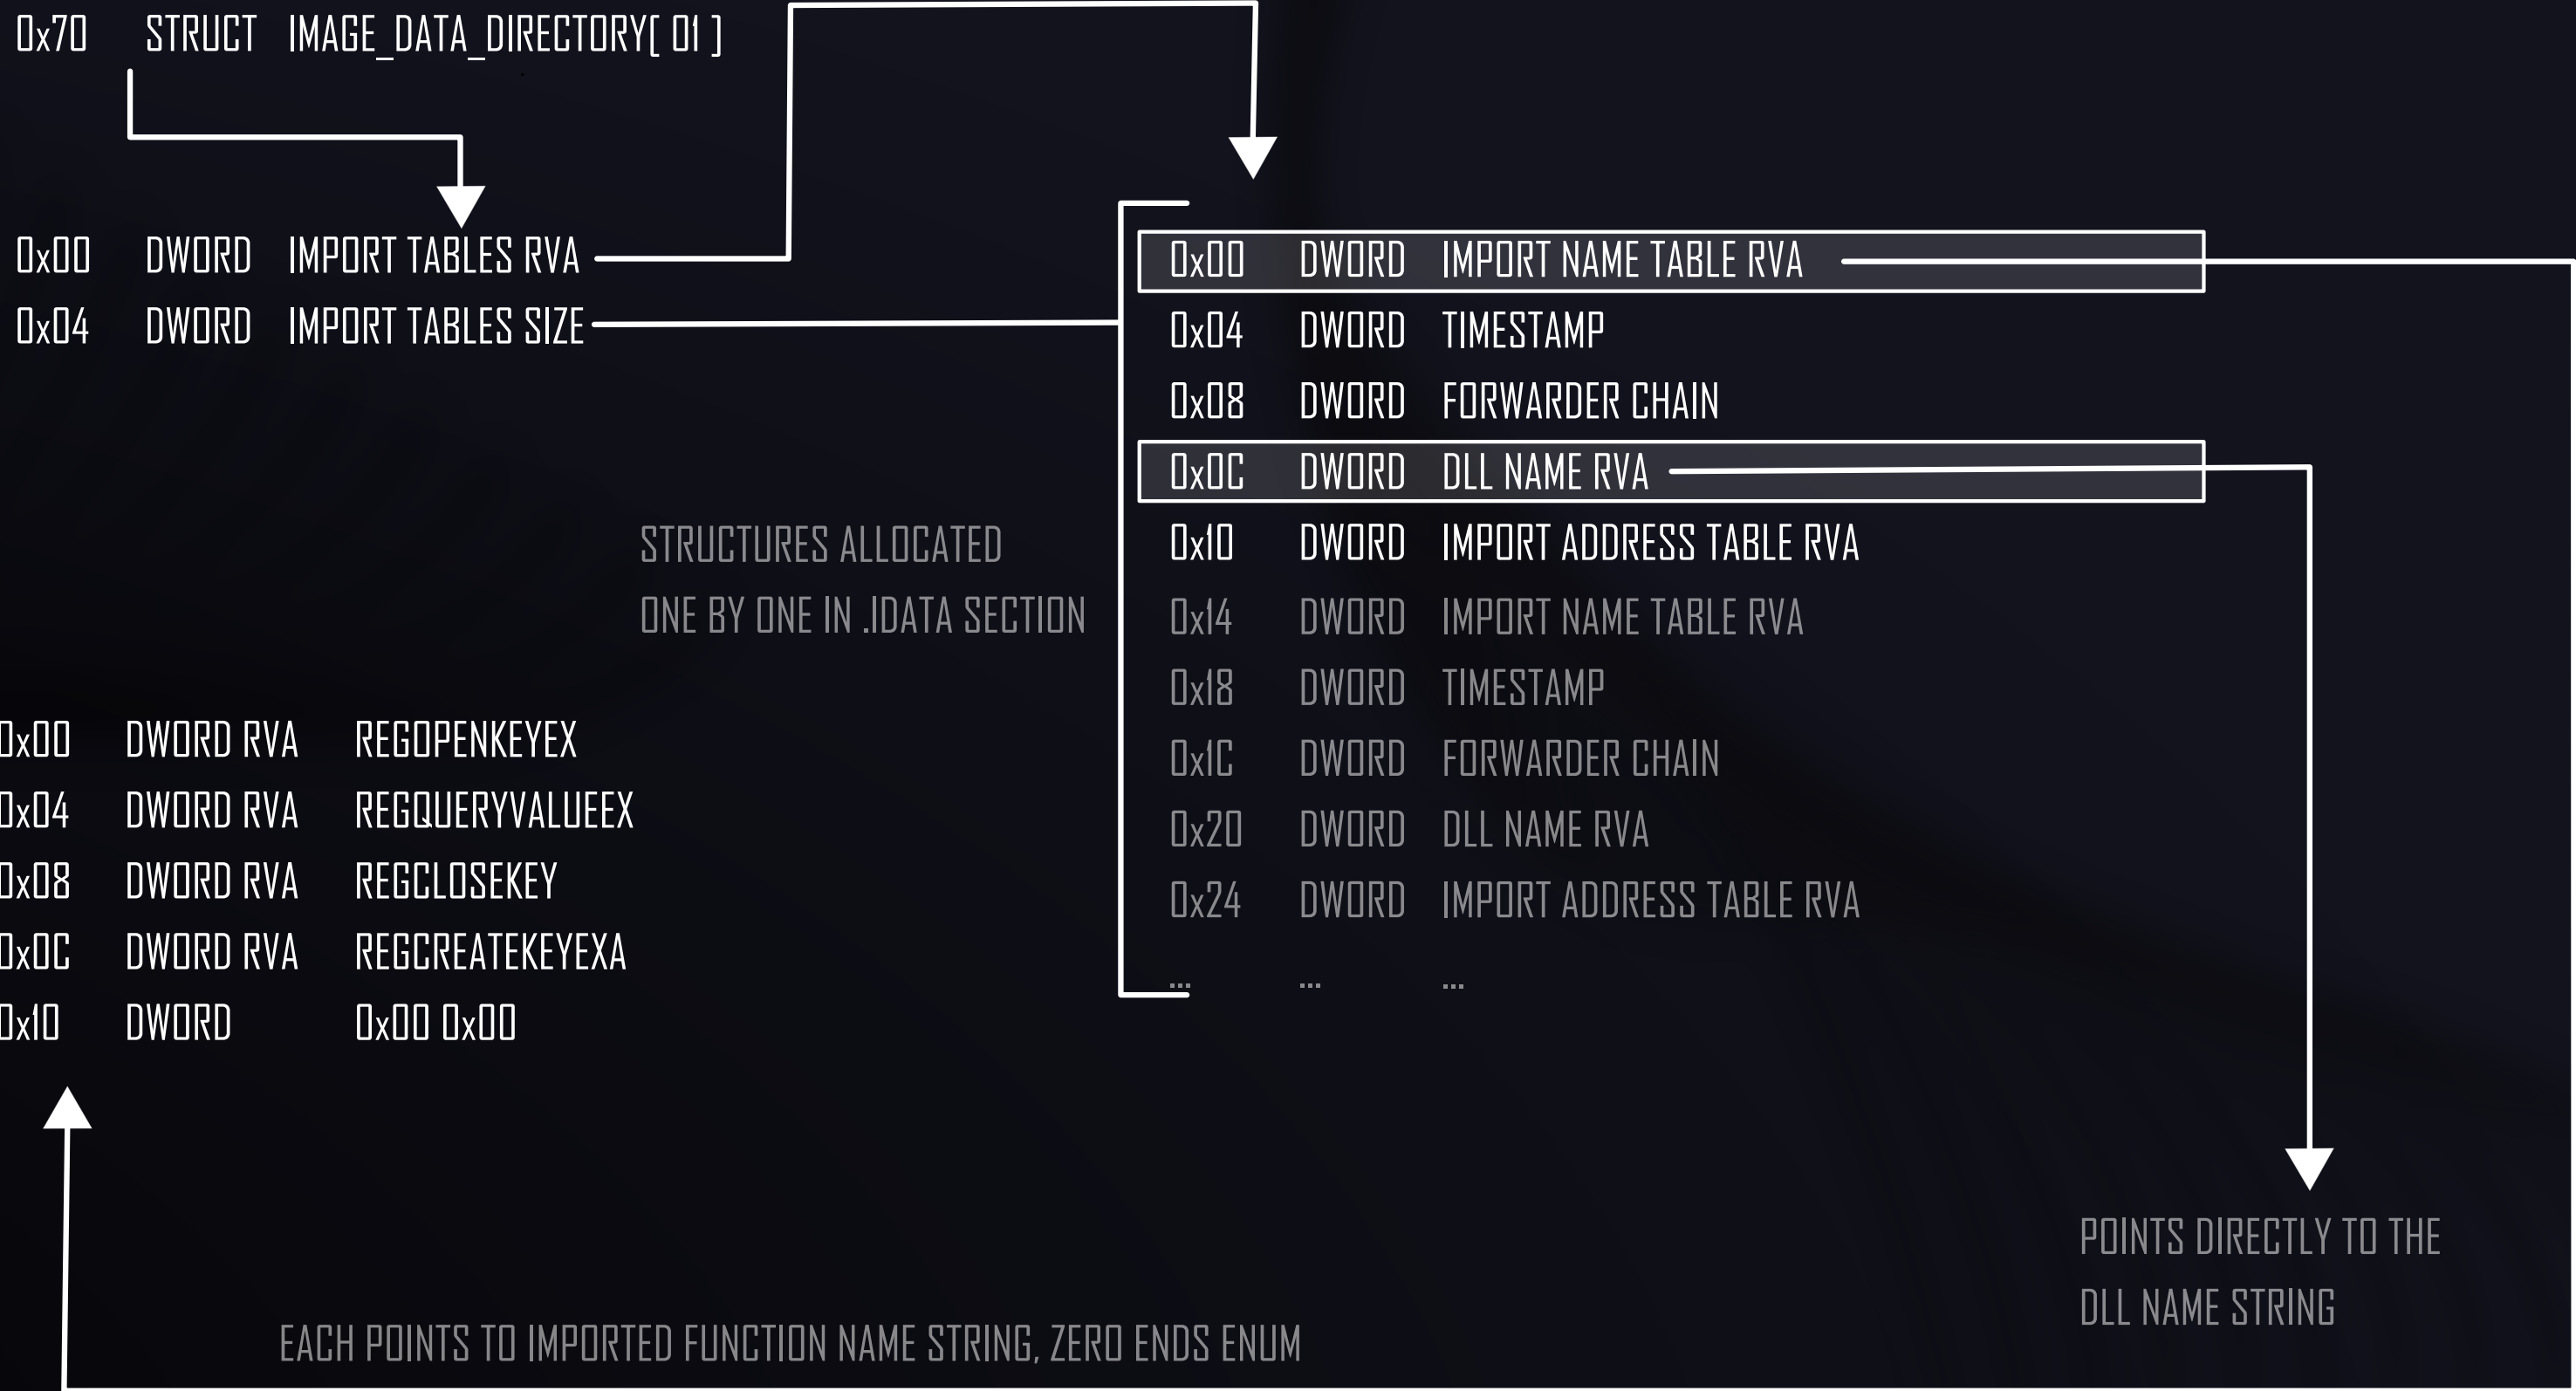 0x70 STRUCT IMAGE_DATA_DIRECTORY[ 01 ]
0x00 DWORD IMPORT TABLES RVA
0x04 DWORD IMPORT TABLES SIZE
0x00 DWORD IMPORT NAME TABLE RVA
0x04 DWORD TIMESTAMP
0x08 DWORD FORWARDER CHAIN
0x0C DWORD DLL NAME RVA
0x10 DWORD IMPORT ADDRESS TABLE RVA
0x14 DWORD IMPORT NAME TABLE RVA
0x18 DWORD TIMESTAMP
0x1C DWORD FORWARDER CHAIN
0x20 DWORD DLL NAME RVA
0x24 DWORD IMPORT ADDRESS TABLE RVA
... ... ...
STRUCTURES ALLOCATED
ONE BY ONE IN .IDATA SECTION
0x00 DWORD RVA REGOPENKEYEX
0x04 DWORD RVA REGQUERYVALUEEX
0x08 DWORD RVA REGCLOSEKEY
0x0C DWORD RVA REGCREATEKEYEXA
0x10 DWORD 0x00 0x00
POINTS DIRECTLY TO THE
DLL NAME STRING
EACH POINTS TO IMPORTED FUNCTION NAME STRING, ZERO ENDS ENUM